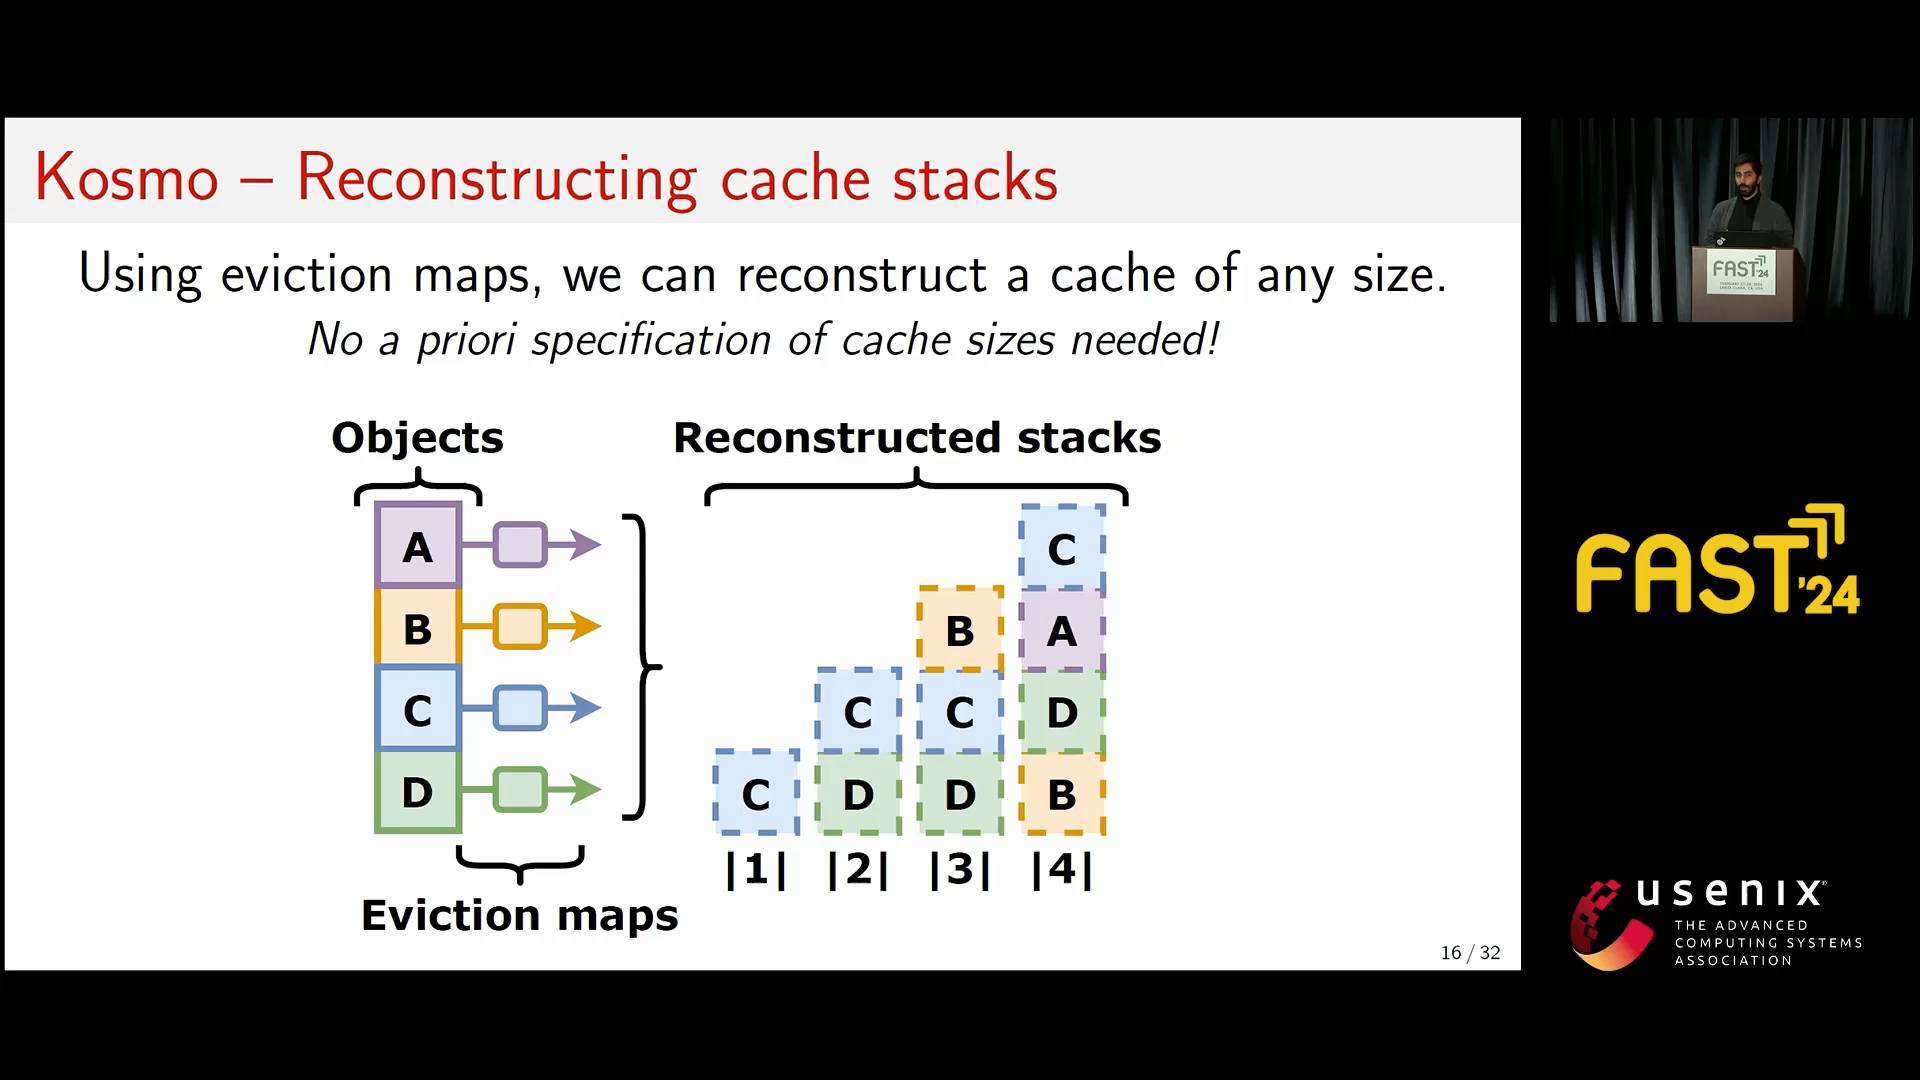 Kosmo – Reconstructing cache stacks
Using eviction maps, we can reconstruct a cache of any size.
No a priori specification of cache sizes needed!
Objects
Reconstructed stacks
A
B
C
D
Eviction maps
C
B
A
C
C
D
C
D
D
B
|1|
|2|
|3|
|4|
16 / 32
FAST'24
FAST
'24
usenix
THE ADVANCED
COMPUTING SYSTEMS
ASSOCIATION